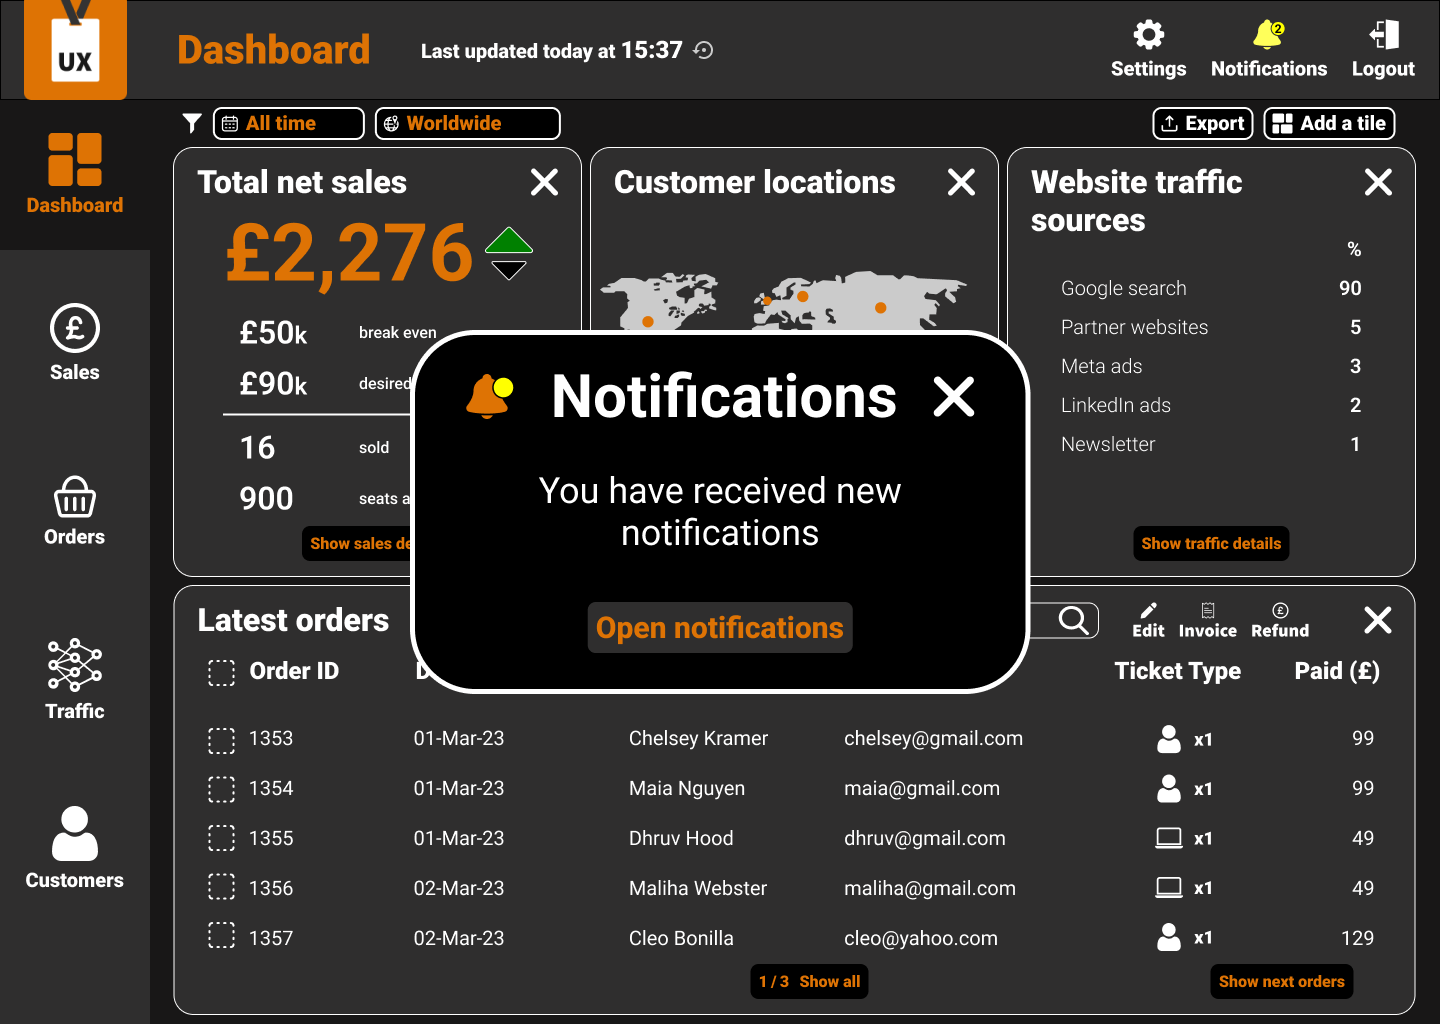 UX
Dashboard
Last updated today at 15:37
2
Settings
Notifications
Logout
All time
Worldwide
Export
Add a tile
Dashboard
Sales
Orders
Traffic
Customers
Total net sales
£2,276
£50k break even
£90k desired
16 sold
900 seats
Show sales
Customer locations
Website traffic
sources
%
Google search 90
Partner websites 5
Meta ads 3
LinkedIn ads 2
Newsletter 1
Show traffic details
Notifications
You have received new
notifications
Open notifications
Latest orders
Edit Invoice Refund
Order ID
Ticket Type Paid (£)
1353 01-Mar-23 Chelsey Kramer chelsey@gmail.com x1 99
1354 01-Mar-23 Maia Nguyen maia@gmail.com x1 99
1355 01-Mar-23 Dhruv Hood dhruv@gmail.com x1 49
1356 02-Mar-23 Maliha Webster maliha@gmail.com x1 49
1357 02-Mar-23 Cleo Bonilla cleo@yahoo.com x1 129
1 / 3 Show all
Show next orders